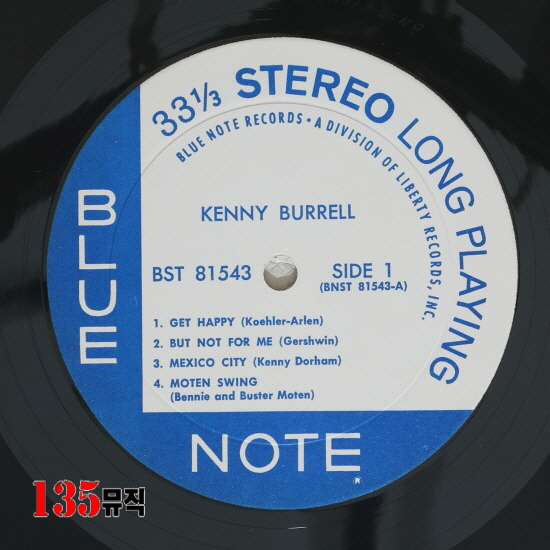 33⅓ STEREO LONG PLAYING
BLUE NOTE RECORDS • A DIVISION OF LIBERTY RECORDS, INC.
KENNY BURRELL
BST 81543
SIDE 1
(BNST 81543-A)
1. GET HAPPY (Koehler-Arlen)
2. BUT NOT FOR ME (Gershwin)
3. MEXICO CITY (Kenny Dorham)
4. MOTEN SWING
(Bennie and Buster Moten)
BLUE
NOTE
®
135뮤직